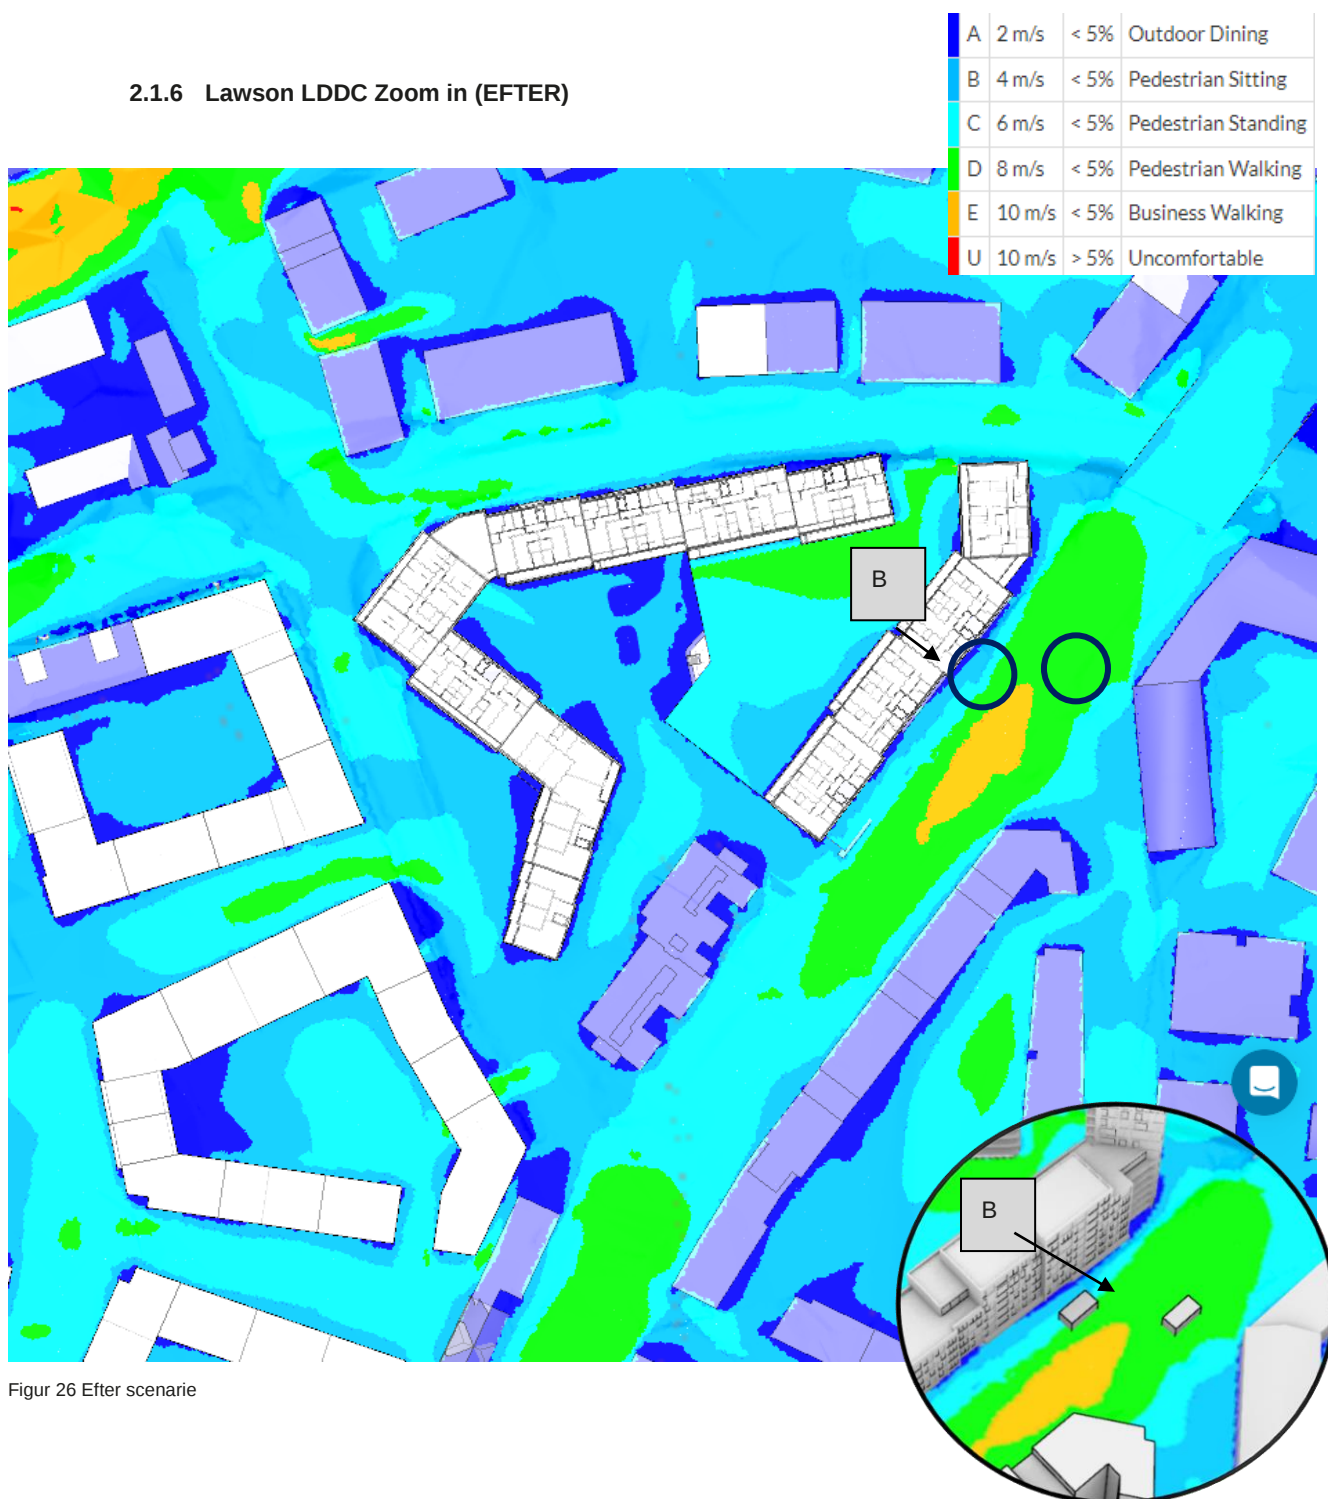 A 2 m/s < 5% Outdoor Dining
B 4 m/s < 5% Pedestrian Sitting
C 6 m/s < 5% Pedestrian Standing
D 8 m/s < 5% Pedestrian Walking
E 10 m/s < 5% Business Walking
U 10 m/s > 5% Uncomfortable
2.1.6 Lawson LDDC Zoom in (EFTER)
B
B
Figur 26 Efter scenarie